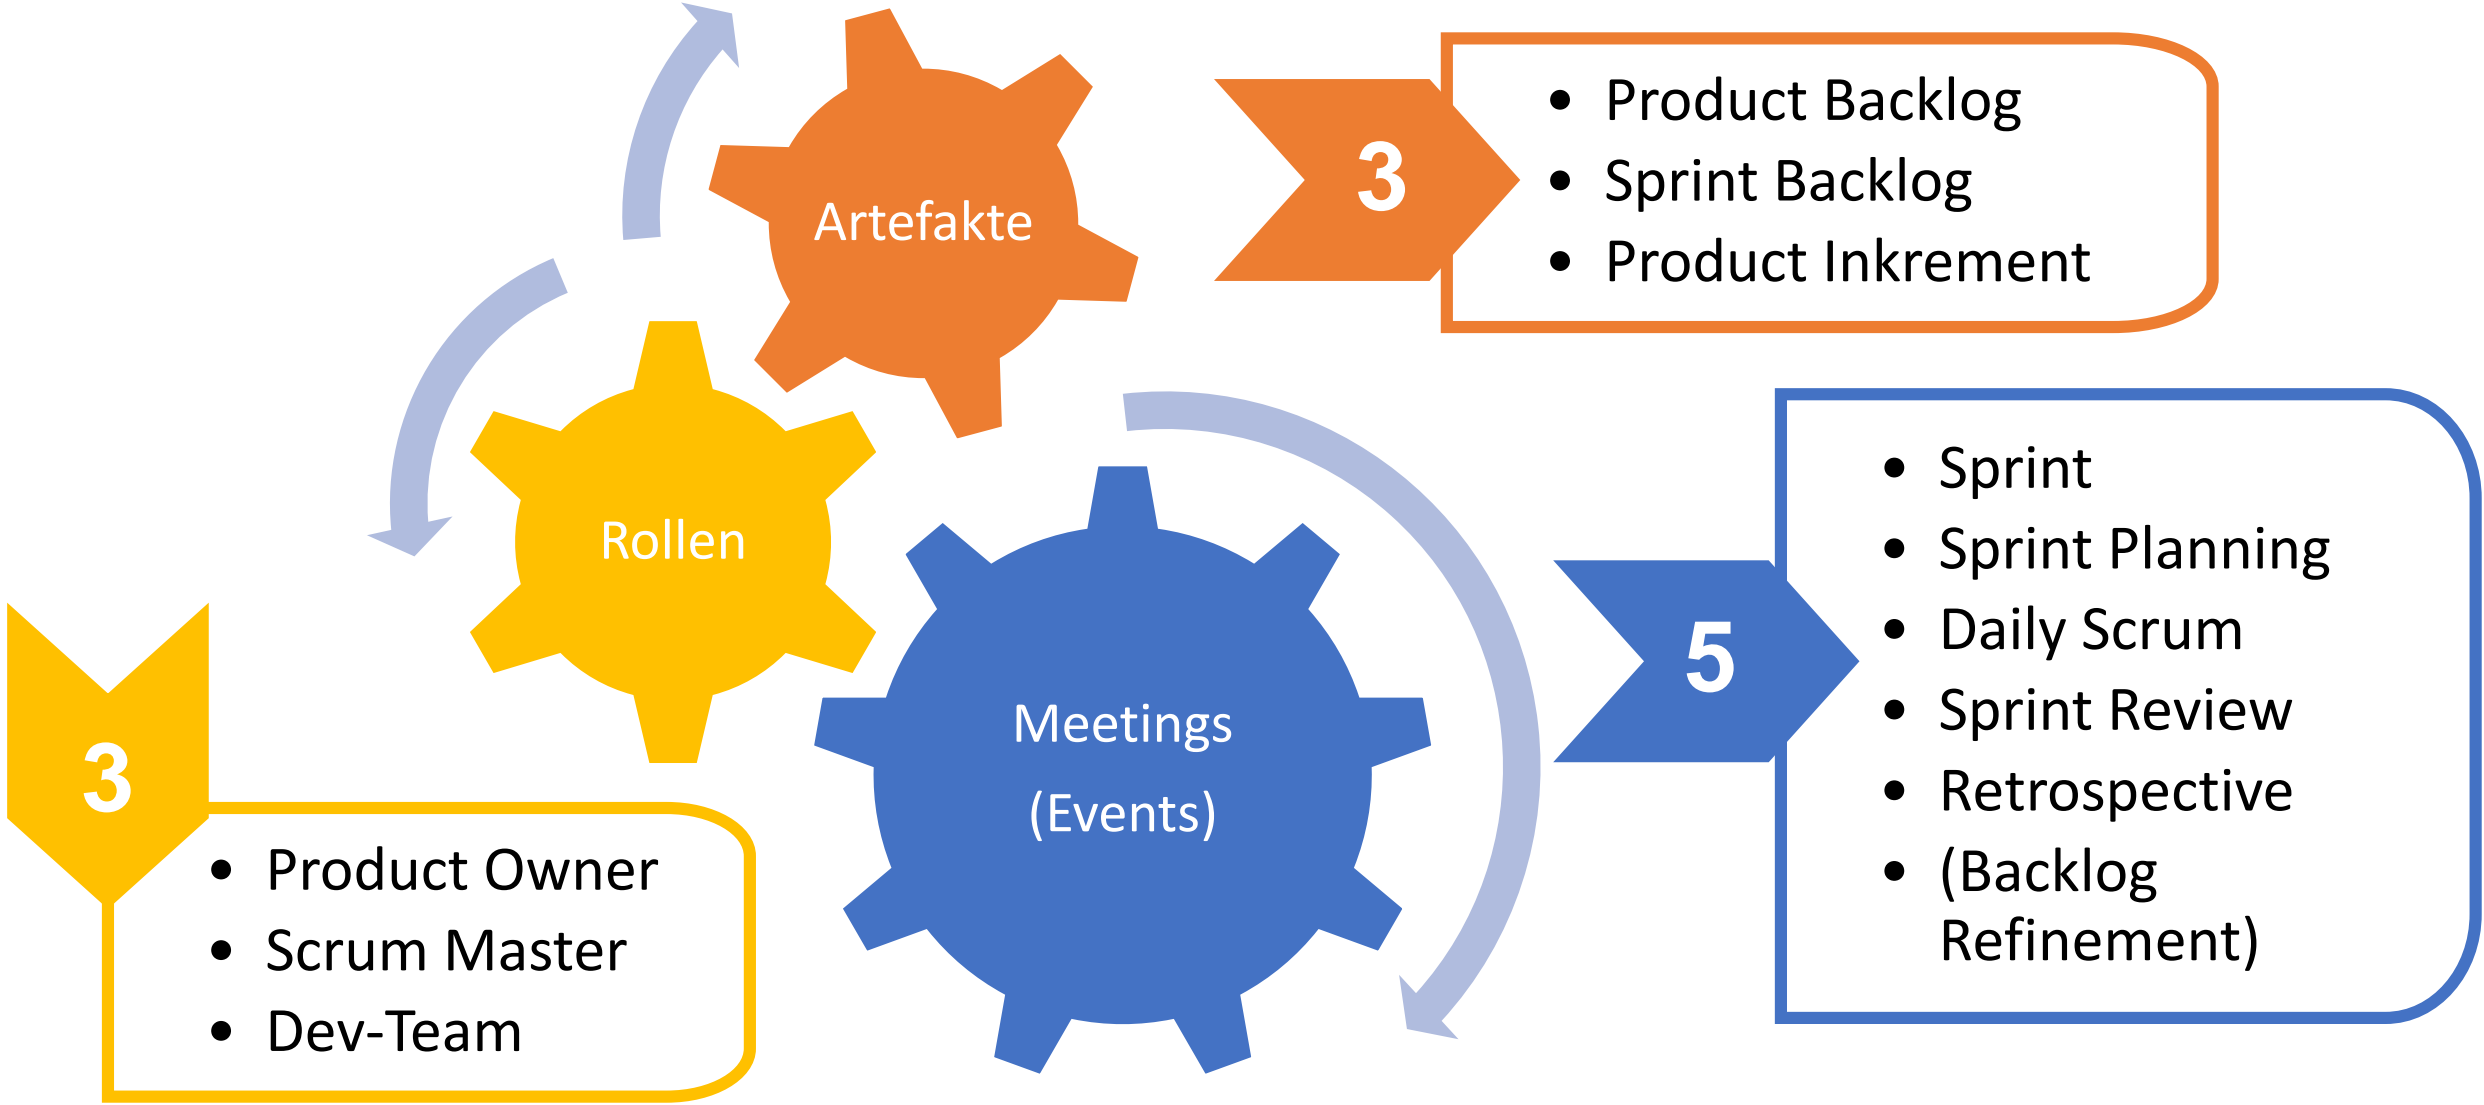 Artefakte
3
• Product Backlog
• Sprint Backlog
• Product Inkrement
Rollen
3
• Product Owner
• Scrum Master
• Dev-Team
Meetings
(Events)
5
• Sprint
• Sprint Planning
• Daily Scrum
• Sprint Review
• Retrospective
• (Backlog
Refinement)